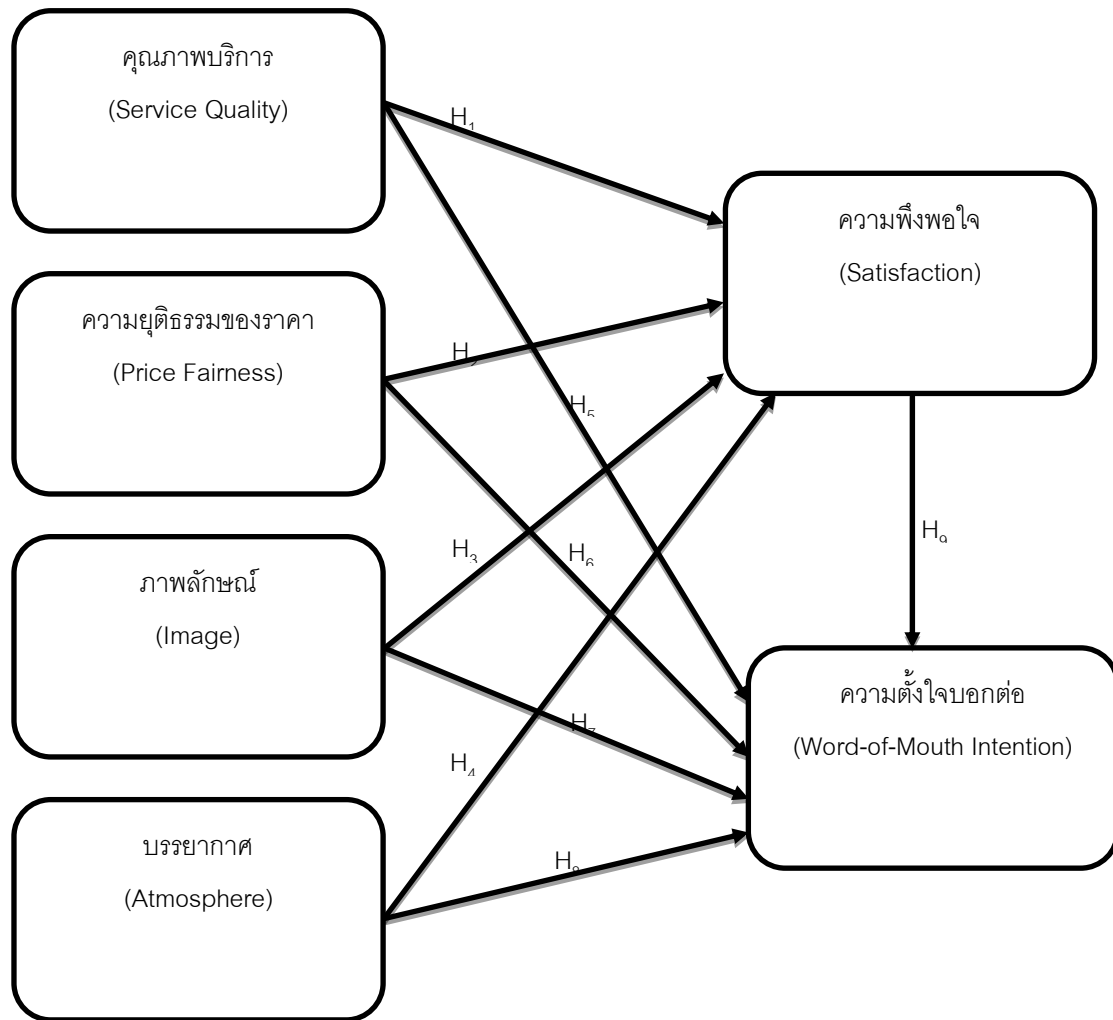 คุณภาพบริการ
(Service Quality)
H₁
ความพึงพอใจ
(Satisfaction)
ความยุติธรรมของราคา
(Price Fairness)
H₂
H₅
H₃
H₆
H₉
ภาพลักษณ์
(Image)
ความตั้งใจบอกต่อ
(Word-of-Mouth Intention)
H₇
H₄
บรรยากาศ
(Atmosphere)
H₈